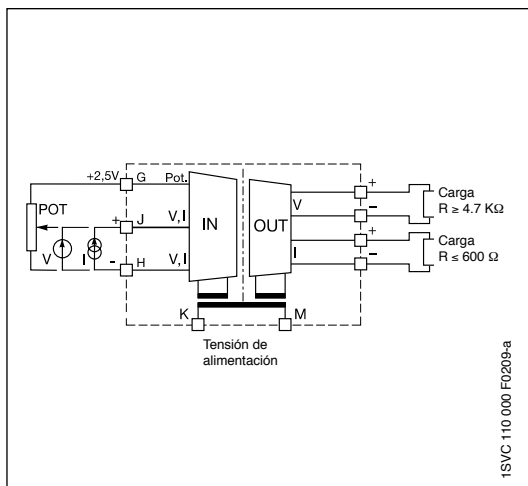 +2,5V G Pot.
POT
+ J V,I IN
V I - H V,I
V OUT I
+
-
+
-
Carga
R ≥ 4.7 KΩ
Carga
R ≤ 600 Ω
K M
Tensión de
alimentación
1SVC 110 000 F0209-a